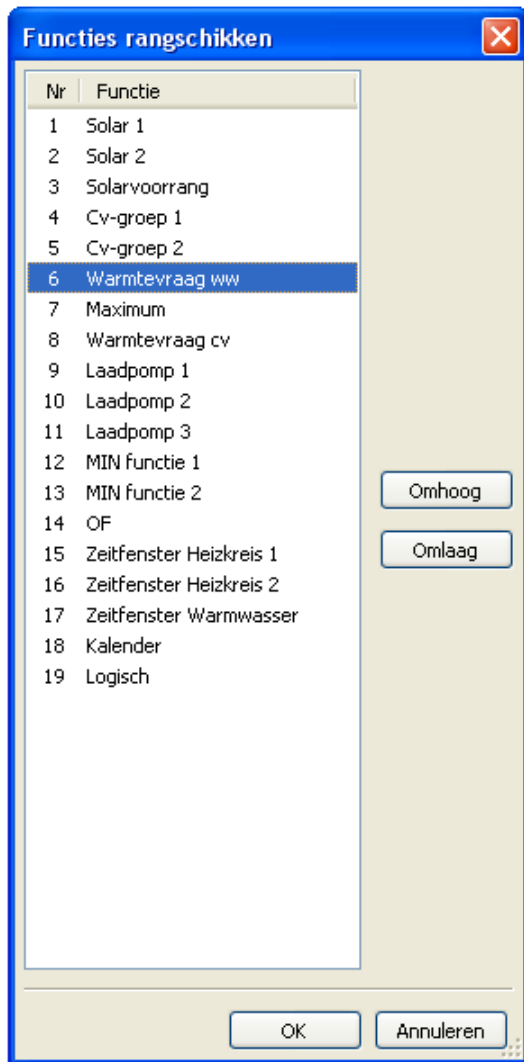 Functies rangschikken
Nr Functie
1 Solar 1
2 Solar 2
3 Solarvoorrang
4 Cv-groep 1
5 Cv-groep 2
6 Warmtevraag ww
7 Maximum
8 Warmtevraag cv
9 Laadpomp 1
10 Laadpomp 2
11 Laadpomp 3
12 MIN functie 1
13 MIN functie 2
14 OF
15 Zeitfenster Heizkreis 1
16 Zeitfenster Heizkreis 2
17 Zeitfenster Warmwasser
18 Kalender
19 Logisch
Omhoog
Omlaag
OK Annuleren